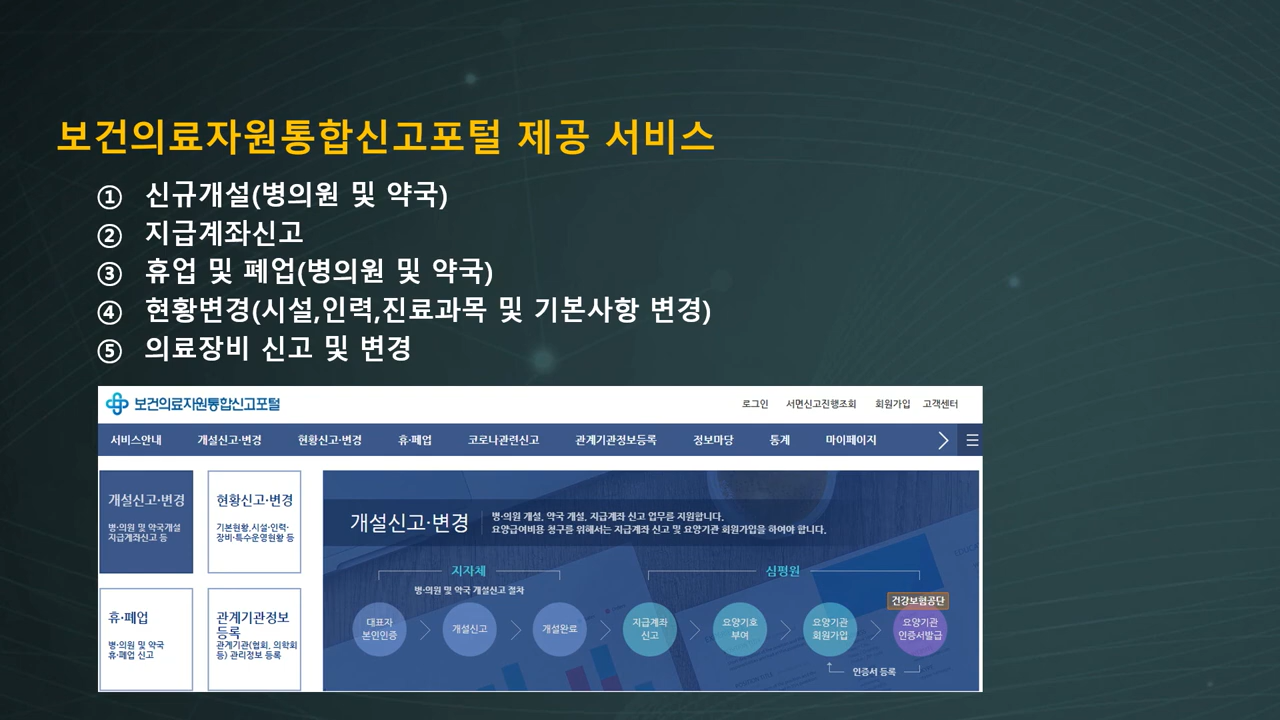 보건의료자원통합신고포털 제공 서비스
① 신규개설(병의원 및 약국)
② 지급계좌신고
③ 휴업 및 폐업(병의원 및 약국)
④ 현황변경(시설,인력,진료과목 및 기본사항 변경)
⑤ 의료장비 신고 및 변경
보건의료자원통합신고포털
로그인 서면신고진행조회 회원가입 고객센터
서비스안내 개설신고·변경 현황신고·변경 휴·폐업 코로나관련신고 관계기관정보등록 정보마당 통계 마이페이지
개설신고·변경
병·의원 및 약국개설
지급계좌신고 등
현황신고·변경
기본현황·시설·인력·
장비·특수운영현황 등
휴·폐업
병·의원 및 약국
휴·폐업 신고
관계기관정보
등록
관계기관(협회, 의학회
등) 관리정보 등록
개설신고·변경
병·의원 개설, 약국 개설, 지급계좌 신고 업무를 지원합니다.
요양급여비용 청구를 위해서는 지급계좌 신고 및 요양기관 회원가입을 하여야 합니다.
지자체
병·의원 및 약국 개설신고 절차
심평원
건강보험공단
대표자
본인인증
개설신고
개설완료
지급계좌
신고
요양기호
부여
요양기관
회원가입
요양기관
인증서발급
인증서 등록